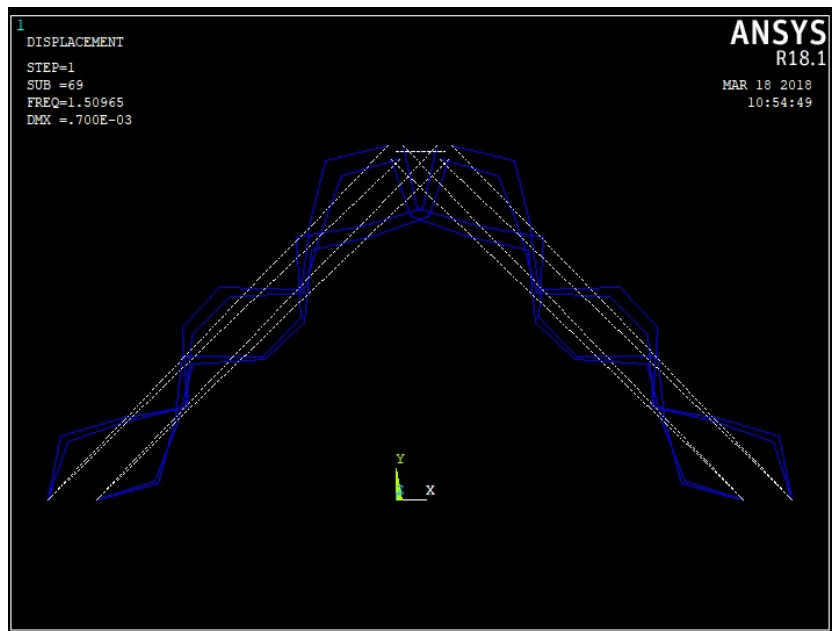 1
DISPLACEMENT
STEP=1
SUB =69
FREQ=1.50965
DMX =.700E-03
ANSYS
R18.1
MAR 18 2018
10:54:49
Y
X